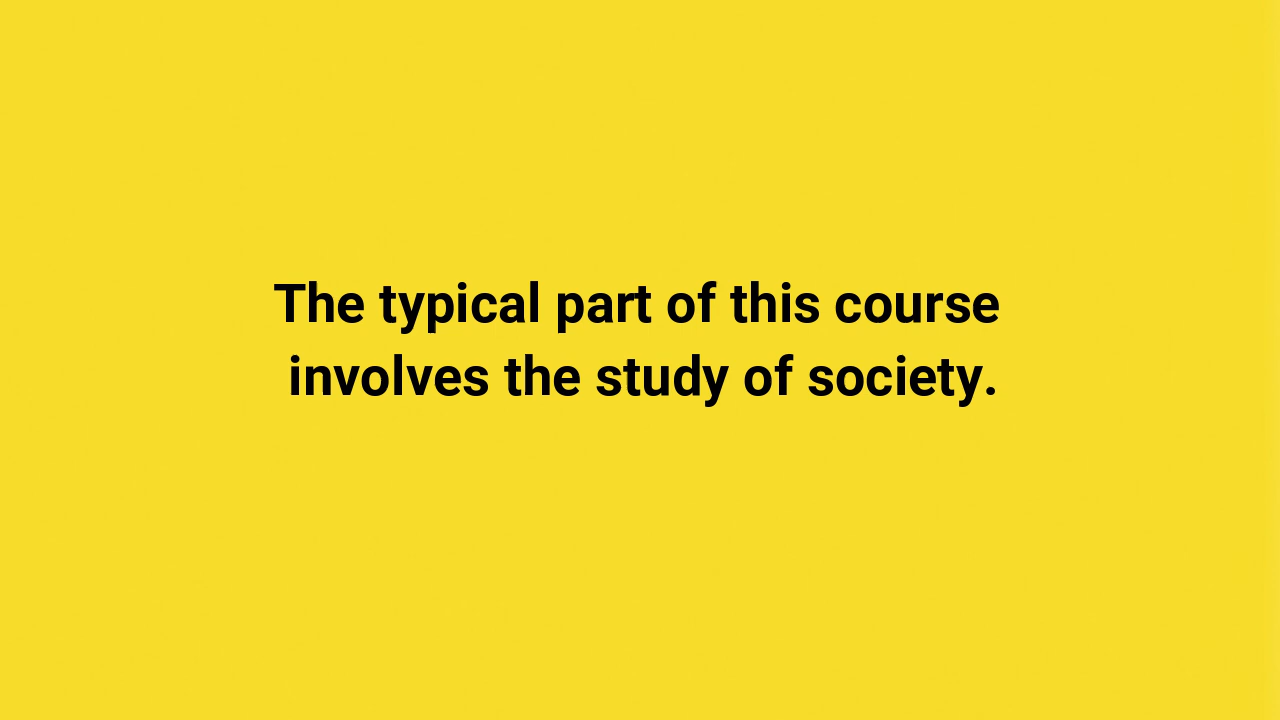 The typical part of this course
involves the study of society.